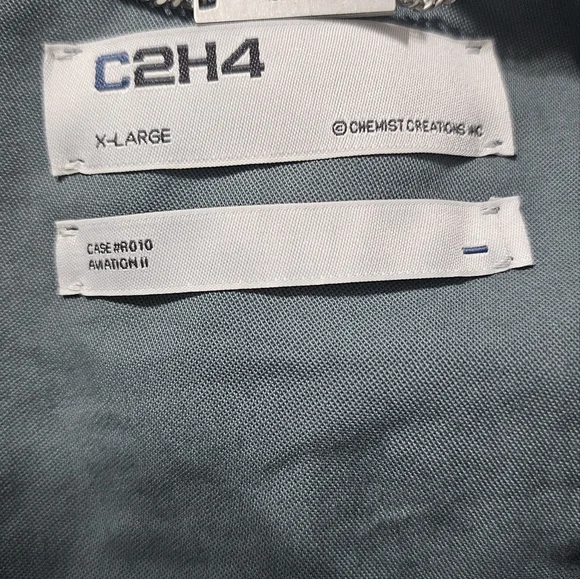 C2H4
X-LARGE © CHEMIST CREATIONS INC
CASE #R010
AVIATION II